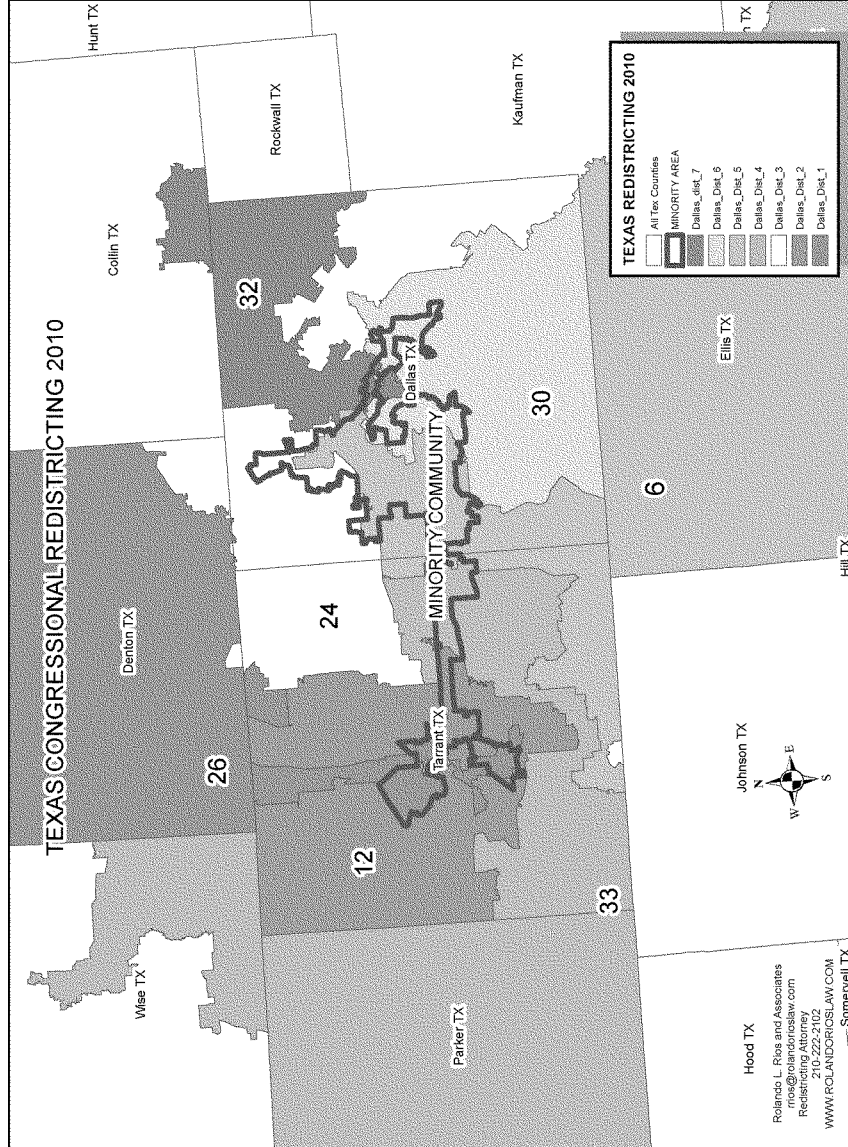 TEXAS CONGRESSIONAL REDISTRICTING 2010
Hunt TX
Collin TX
Rockwall TX
Kaufman TX
Denton TX
Wise TX
Parker TX
Tarrant TX
Dallas TX
MINORITY COMMUNITY
26
32
24
12
30
33
6
Ellis TX
Johnson TX
Hill TX
Hood TX
Somervell TX
n TX
N
E
S
W
TEXAS REDISTRICTING 2010
All Tex Counties
MINORITY AREA
Dallas_dist_7
Dallas_Dist_6
Dallas_Dist_5
Dallas_Dist_4
Dallas_Dist_3
Dallas_Dist_2
Dallas_Dist_1
Rolando L. Rios and Associates
rrios@rolandorioslaw.com
Redistricting Attorney
210-222-2102
WWW.ROLANDORIOSLAW.COM